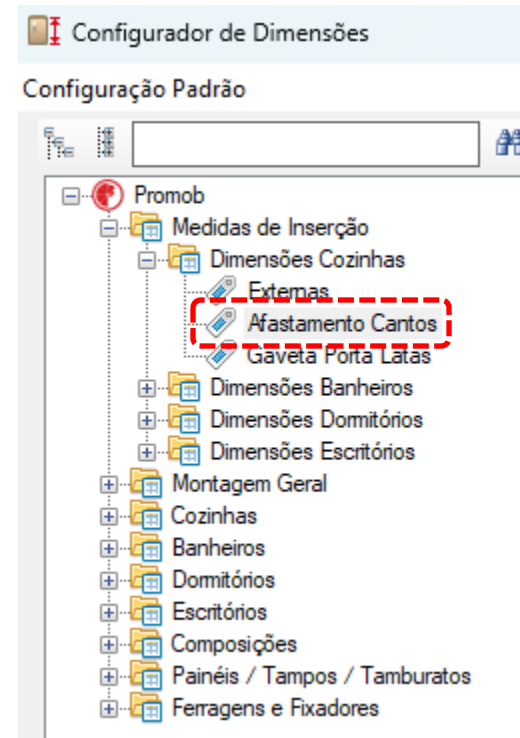 Configurador de Dimensões
Configuração Padrão
Promob
Medidas de Inserção
Dimensões Cozinhas
Externas
Afastamento Cantos
Gaveta Porta Latas
Dimensões Banheiros
Dimensões Dormitórios
Dimensões Escritórios
Montagem Geral
Cozinhas
Banheiros
Dormitórios
Escritórios
Composições
Painéis / Tampos / Tamburatos
Ferragens e Fixadores